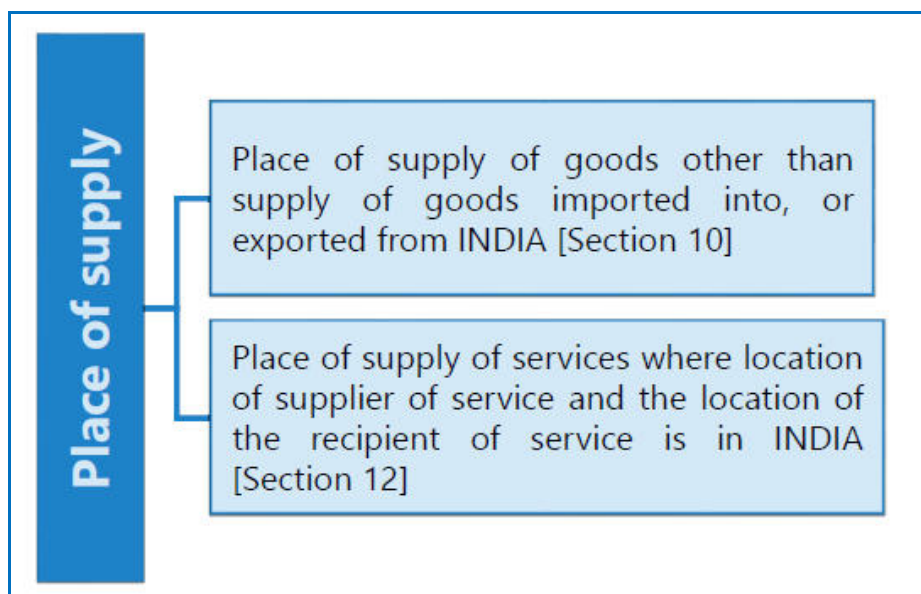 Place of supply
Place of supply of goods other than
supply of goods imported into, or
exported from INDIA [Section 10]
Place of supply of services where location
of supplier of service and the location of
the recipient of service is in INDIA
[Section 12]